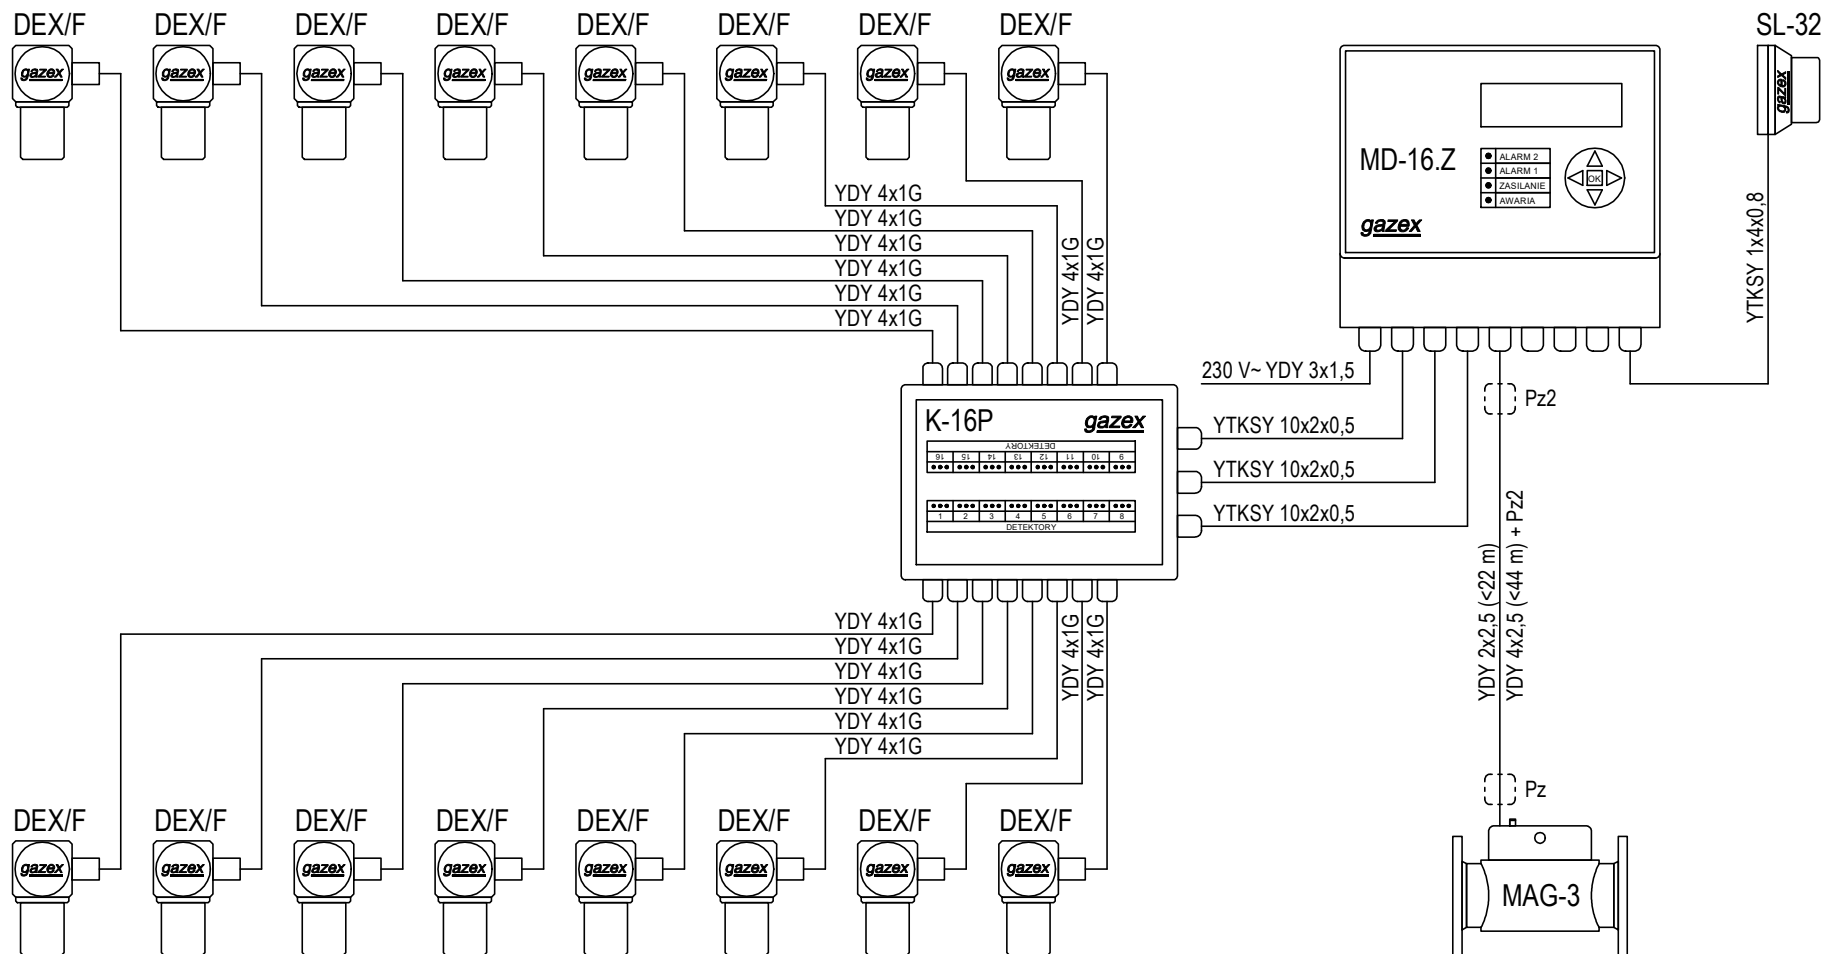 DEX/F DEX/F DEX/F DEX/F DEX/F DEX/F DEX/F DEX/F SL-32
gazex gazex gazex gazex gazex gazex gazex gazex
gazex
MD-16.Z
ALARM 2
ALARM 1
ZASILANIE
AWARIA
OK
gazex
YTKSY 1x4x0,8
YDY 4x1G
YDY 4x1G
YDY 4x1G
YDY 4x1G
YDY 4x1G
YDY 4x1G
YDY 4x1G
YDY 4x1G
230 V~ YDY 3x1,5
Pz2
K-16P gazex
DETEKTORY
16 15 14 13 12 11 10 9
1 2 3 4 5 6 7 8
DETEKTORY
YTKSY 10x2x0,5
YTKSY 10x2x0,5
YTKSY 10x2x0,5
YDY 2x2,5 (<22 m)
YDY 4x2,5 (<44 m) + Pz2
YDY 4x1G
YDY 4x1G
YDY 4x1G
YDY 4x1G
YDY 4x1G
YDY 4x1G
YDY 4x1G
YDY 4x1G
Pz
DEX/F DEX/F DEX/F DEX/F DEX/F DEX/F DEX/F DEX/F
gazex gazex gazex gazex gazex gazex gazex gazex
MAG-3